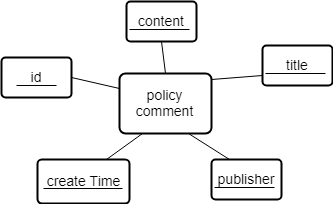 content
title
id
policy
comment
create Time
publisher